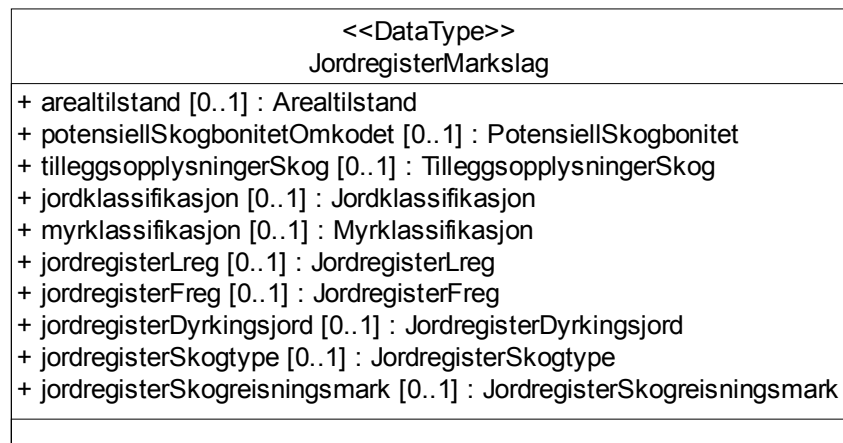 <<DataType>>
JordregisterMarkslag
+ arealtilstand [0..1] : Arealtilstand
+ potensiellSkogbonitetOmkodet [0..1] : PotensiellSkogbonitet
+ tilleggsopplysningerSkog [0..1] : TilleggsopplysningerSkog
+ jordklassifikasjon [0..1] : Jordklassifikasjon
+ myrklassifikasjon [0..1] : Myrklassifikasjon
+ jordregisterLreg [0..1] : JordregisterLreg
+ jordregisterFreg [0..1] : JordregisterFreg
+ jordregisterDyrkingsjord [0..1] : JordregisterDyrkingsjord
+ jordregisterSkogtype [0..1] : JordregisterSkogtype
+ jordregisterSkogreisningsmark [0..1] : JordregisterSkogreisningsmark